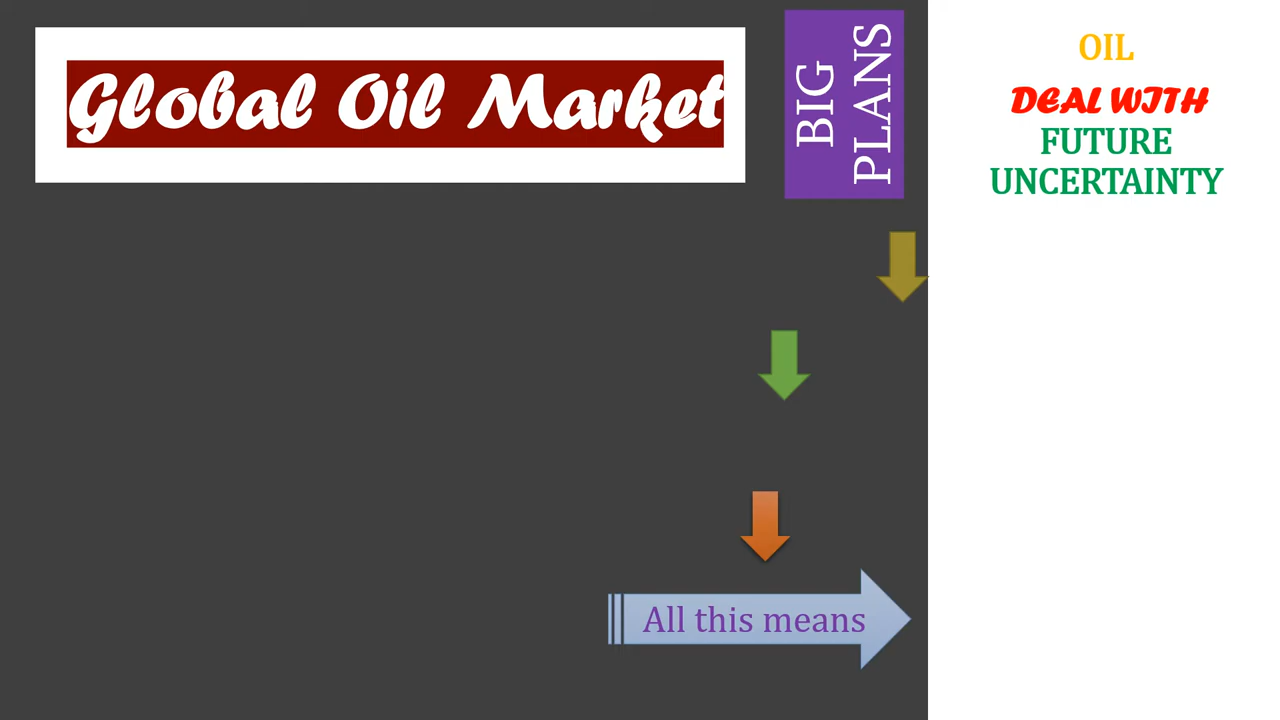 Global Oil Market
BIG
PLANS
OIL
DEAL WITH
FUTURE
UNCERTAINTY
All this means